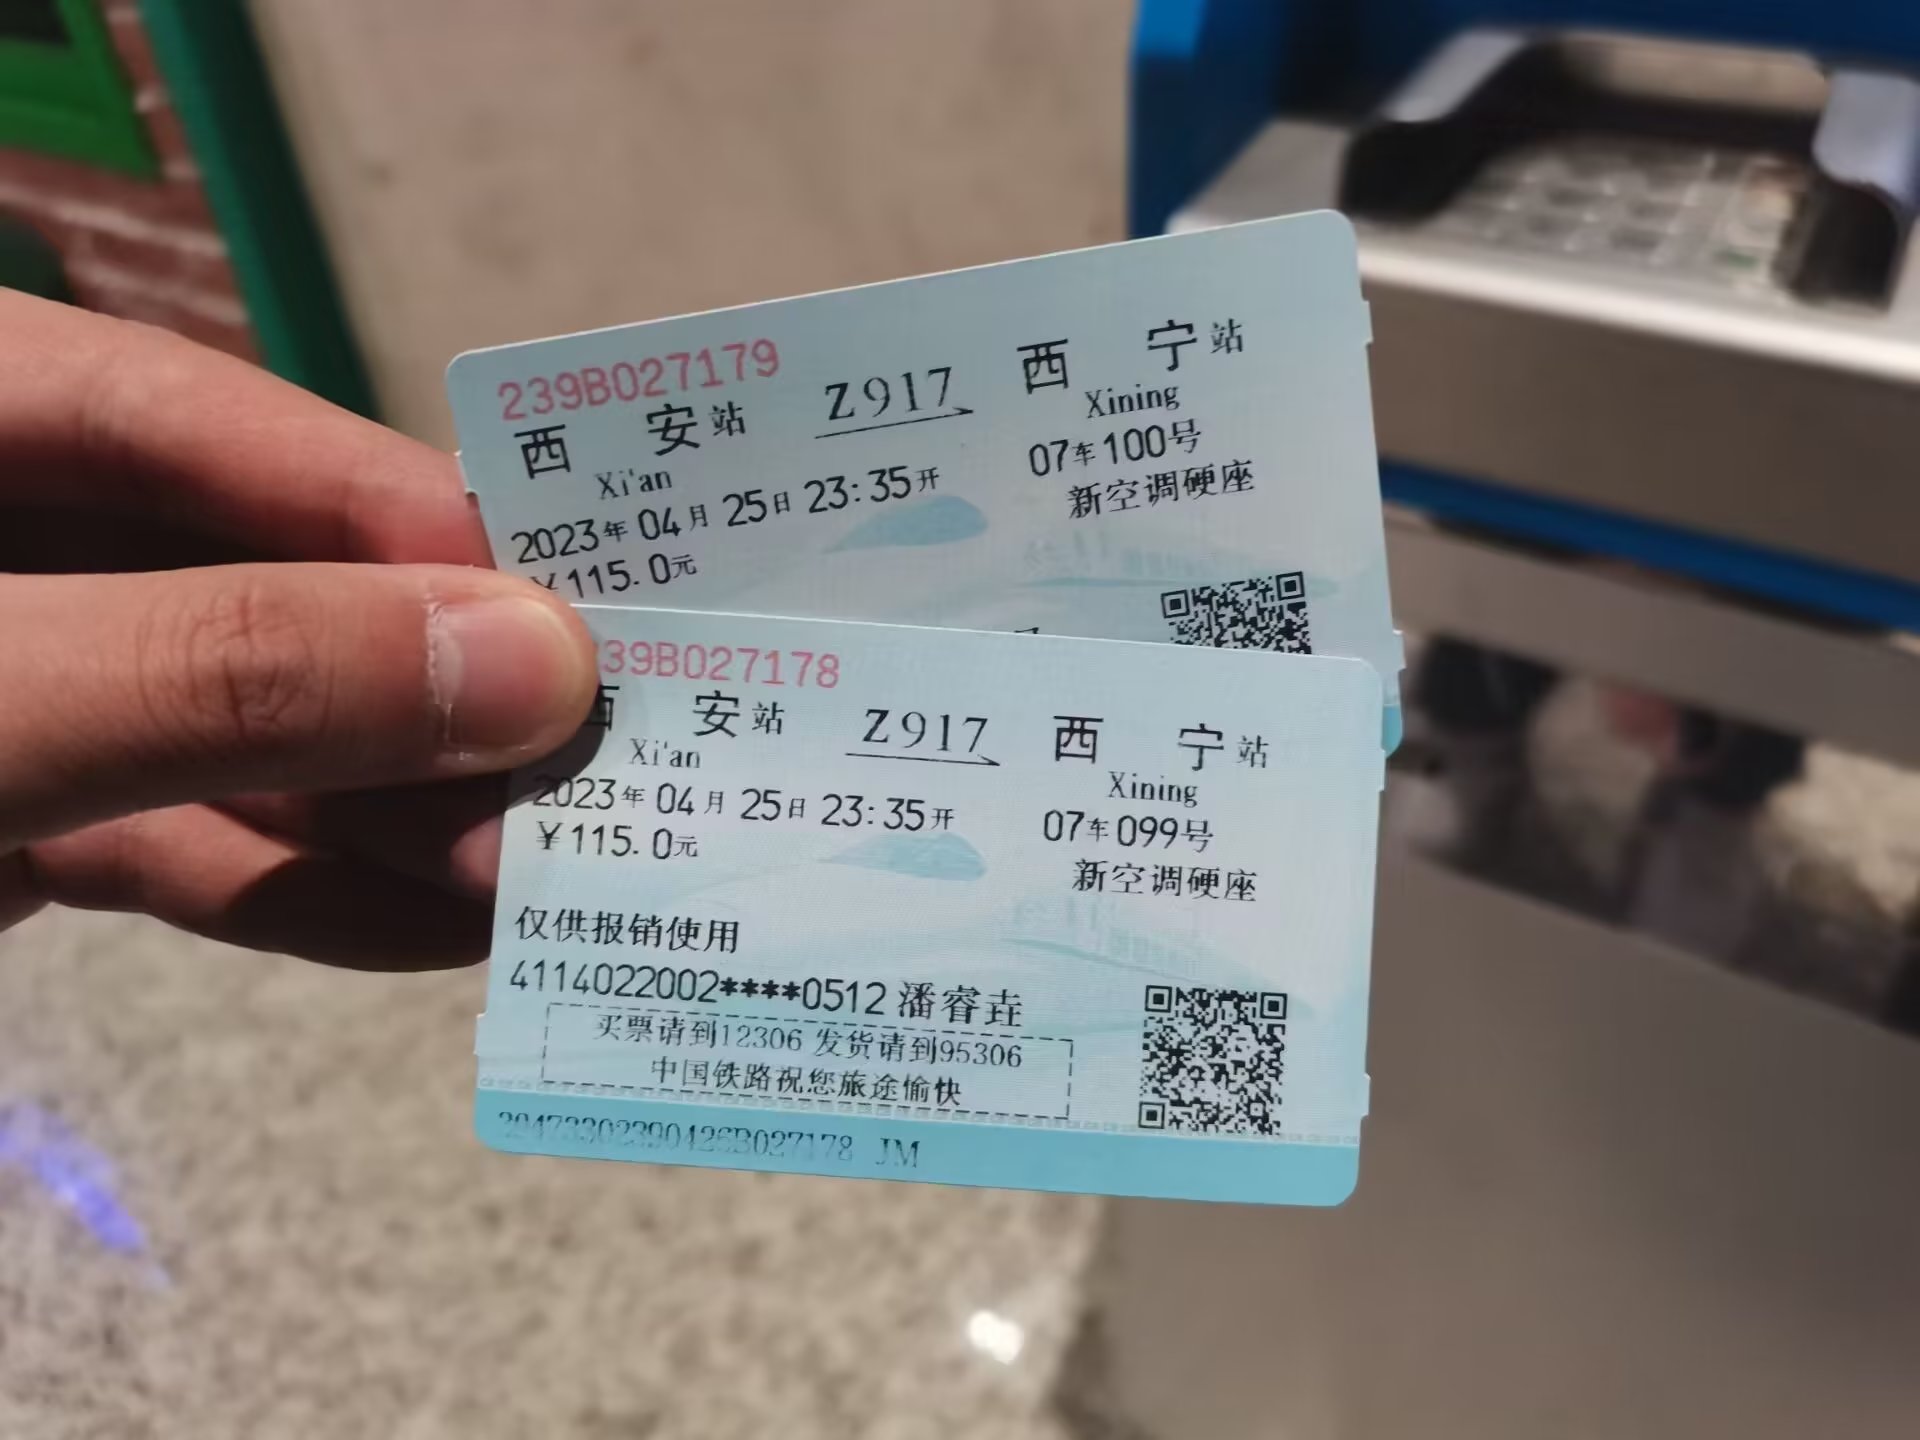 239B027179
西 安站 Z917 西 宁站
Xi'an Xining
2023年04月25日23:35开 07车100号
¥115.0元 新空调硬座
39B027178
西 安站 Z917 西 宁站
Xi'an Xining
2023年04月25日23:35开 07车099号
¥115.0元 新空调硬座
仅供报销使用
4114022002****0512 潘睿垚
买票请到12306 发货请到95306
中国铁路祝您旅途愉快
JM